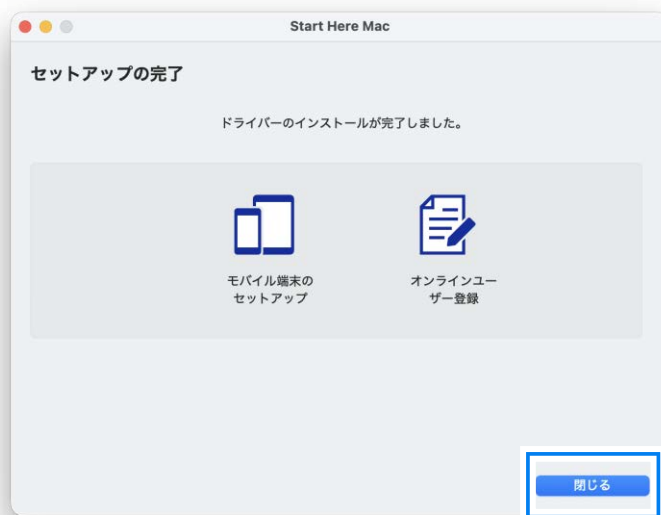 Start Here Mac
セットアップの完了
ドライバーのインストールが完了しました。
モバイル端末の
セットアップ
オンラインユー
ザー登録
閉じる